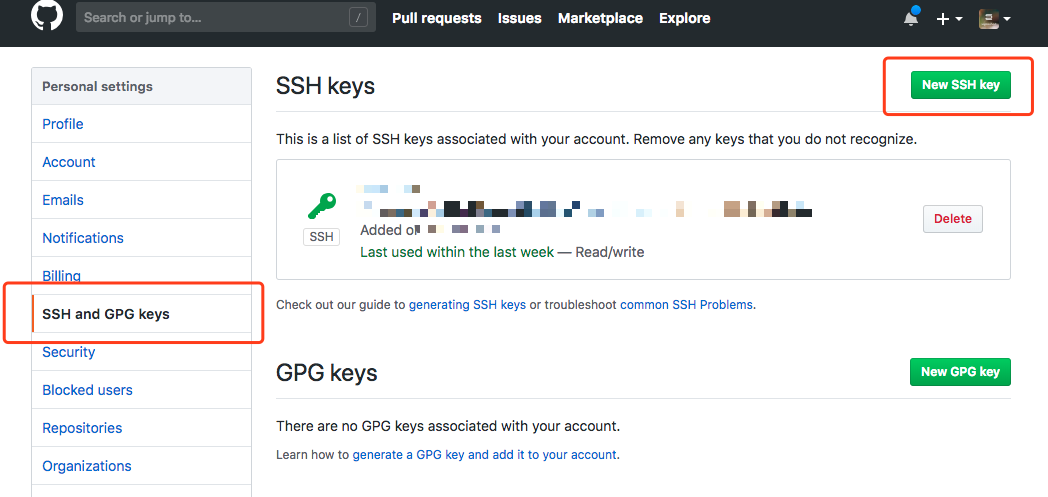 Search or jump to... / Pull requests Issues Marketplace Explore
Personal settings
Profile
Account
Emails
Notifications
Billing
SSH and GPG keys
Security
Blocked users
Repositories
Organizations
SSH keys New SSH key
This is a list of SSH keys associated with your account. Remove any keys that you do not recognize.
SSH
Added
Last used within the last week — Read/write
Delete
Check out our guide to generating SSH keys or troubleshoot common SSH Problems.
GPG keys New GPG key
There are no GPG keys associated with your account.
Learn how to generate a GPG key and add it to your account.